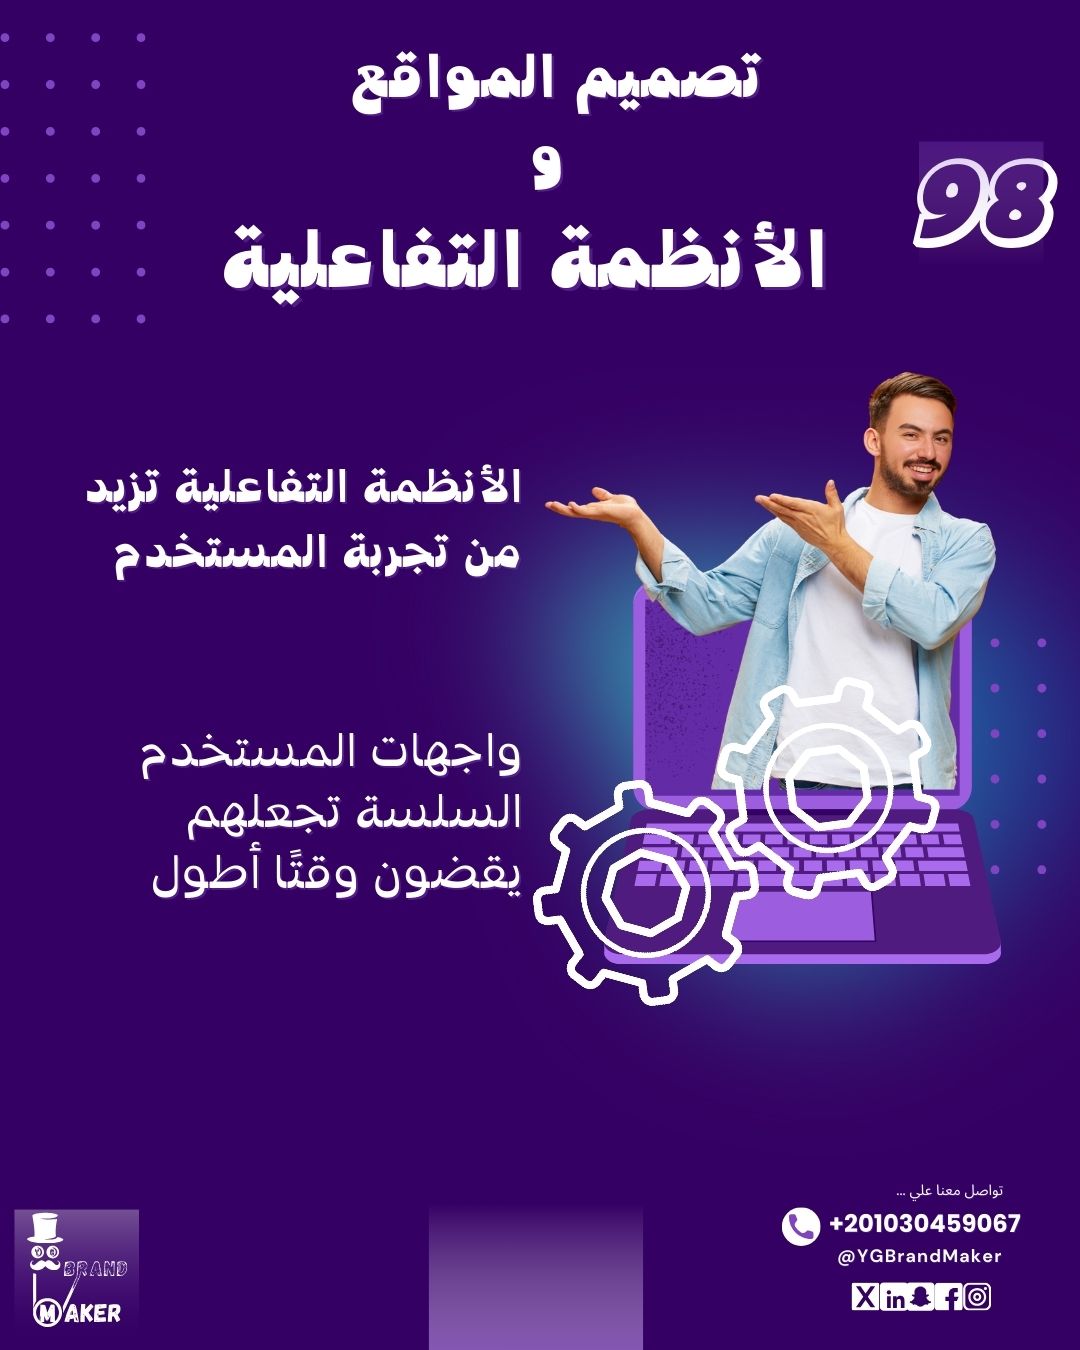 تصميم المواقع
و
الأنظمة التفاعلية
98
الأنظمة التفاعلية تزيد
من تجربة المستخدم
واجهات المستخدم
السلسة تجعلهم
يقضون وقتًا أطول
تواصل معنا علي ...
+201030459067
@YGBrandMaker
BRAND
MAKER